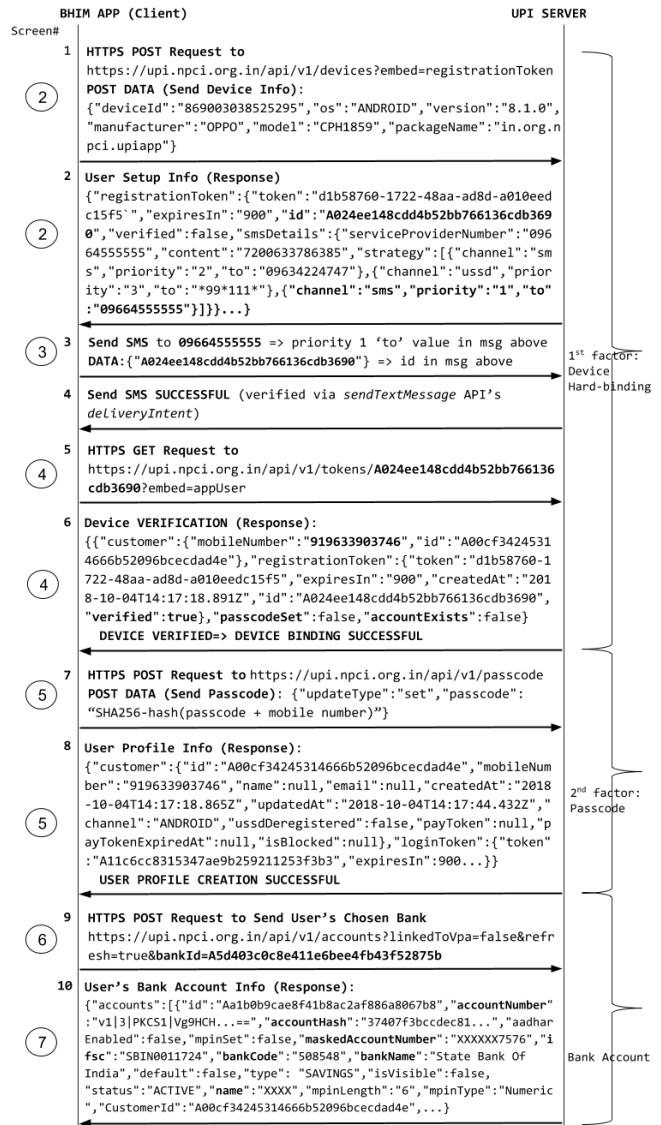 BHIM APP (Client) UPI SERVER
Screen#
1 HTTPS POST Request to
https://upi.npci.org.in/api/v1/devices?embed=registrationToken
2 POST DATA (Send Device Info):
{"deviceId":"869003038525295","os":"ANDROID","version":"8.1.0",
"manufacturer":"OPPO","model":"CPH1859","packageName":"in.org.n
pci.upiapp"}
2 User Setup Info (Response)
{"registrationToken":{"token":"d1b58760-1722-48aa-ad8d-a010eed
c15f5`","expiresIn":"900","id":"A024ee148cdd4b52bb766136cdb369
2 0","verified":false,"smsDetails":{"serviceProviderNumber":"096
64555555","content":"7200633786385","strategy":[{"channel":"sm
s","priority":"2","to":"09634224747"},{"channel":"ussd","prior
ity":"3","to":"*99*111*"},{"channel":"sms","priority":"1","to"
:"09664555555"}]}}...}
3 3 Send SMS to 09664555555 => priority 1 ‘to’ value in msg above
DATA:{"A024ee148cdd4b52bb766136cdb3690"} => id in msg above
1st factor:
Device
Hard-binding
4 Send SMS SUCCESSFUL (verified via sendTextMessage API's
deliveryIntent)
5 HTTPS GET Request to
4 https://upi.npci.org.in/api/v1/tokens/A024ee148cdd4b52bb766136
cdb3690?embed=appUser
6 Device VERIFICATION (Response):
{{"customer":{"mobileNumber":"919633903746","id":"A00cf3424531
4666b52096bcecdad4e"},"registrationToken":{"token":"d1b58760-1
4 722-48aa-ad8d-a010eedc15f5","expiresIn":"900","createdAt":"201
8-10-04T14:17:18.891Z","id":"A024ee148cdd4b52bb766136cdb3690",
"verified":true},"passcodeSet":false,"accountExists":false}
DEVICE VERIFIED=> DEVICE BINDING SUCCESSFUL
7 HTTPS POST Request to https://upi.npci.org.in/api/v1/passcode
5 POST DATA (Send Passcode): {"updateType":"set","passcode":
“SHA256-hash(passcode + mobile number)”"}
8 User Profile Info (Response):
{"customer":{"id":"A00cf34245314666b52096bcecdad4e","mobileNum
ber":"919633903746","name":null,"email":null,"createdAt":"2018
5 -10-04T14:17:18.865Z","updatedAt":"2018-10-04T14:17:44.432Z","
channel":"ANDROID","ussdDeregistered":false,"payToken":null,"p
ayTokenExpiredAt":null,"isBlocked":null},"loginToken":{"token"
:"A11c6cc8315347ae9b259211253f3b3","expiresIn":900...}}
USER PROFILE CREATION SUCCESSFUL
2nd factor:
Passcode
9 HTTPS POST Request to Send User’s Chosen Bank
6 https://upi.npci.org.in/api/v1/accounts?linkedToVpa=false&refr
esh=true&bankId=A5d403c0c8e411e6bee4fb43f52875b
10 User’s Bank Account Info (Response):
{"accounts":[{"id":"Aa1b0b9cae8f41b8ac2af886a8067b8","accountNumber"
:"v1|3|PKCS1|Vg9HCH...==","accountHash":"37407f3bccdec81...","aadhar
7 Enabled":false,"mpinSet":false,"maskedAccountNumber":"XXXXXX7576","i
fsc":"SBIN0011724","bankCode":"508548","bankName":"State Bank Of
India","default":false,"type": "SAVINGS","isVisible":false,
"status":"ACTIVE","name":"XXXX","mpinLength":"6","mpinType":"Numeric
","CustomerId":"A00cf34245314666b52096bcecdad4e",...}
Bank Account